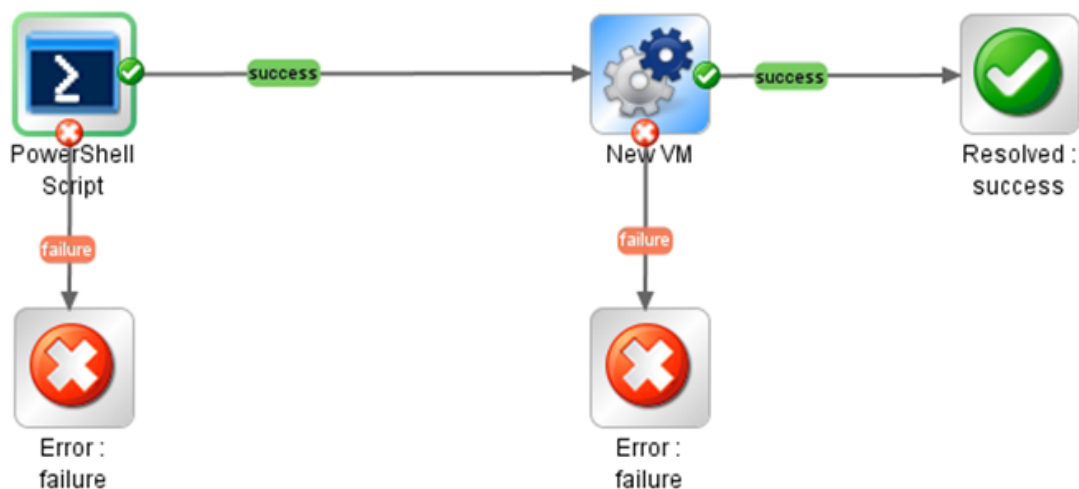 success
success
PowerShell
Script
New VM
Resolved :
success
failure
failure
Error :
failure
Error :
failure